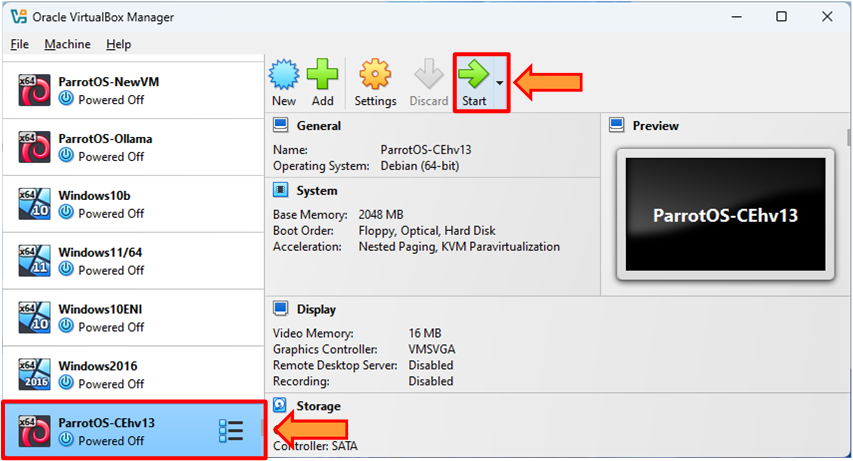 Oracle VirtualBox Manager
File Machine Help
x64
ParrotOS-NewVM
Powered Off
x64
ParrotOS-Ollama
Powered Off
x64
10
Windows10b
Powered Off
x64
11
Windows11/64
Powered Off
x64
10
Windows10ENI
Powered Off
x64
2016
Windows2016
Powered Off
x64
ParrotOS-CEhv13
Powered Off
New Add Settings Discard Start
General
Name: ParrotOS-CEhv13
Operating System: Debian (64-bit)
System
Base Memory: 2048 MB
Boot Order: Floppy, Optical, Hard Disk
Acceleration: Nested Paging, KVM Paravirtualization
Preview
ParrotOS-CEhv13
Display
Video Memory: 16 MB
Graphics Controller: VMSVGA
Remote Desktop Server: Disabled
Recording: Disabled
Storage
Controller: SATA